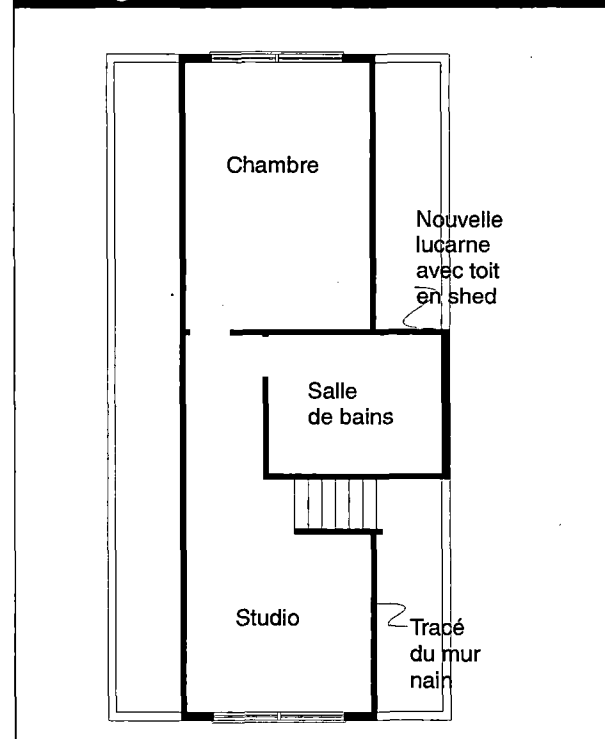 Chambre
Nouvelle
lucarne
avec toit
en shed
Salle
de bains
Studio
Tracé
du mur
nain